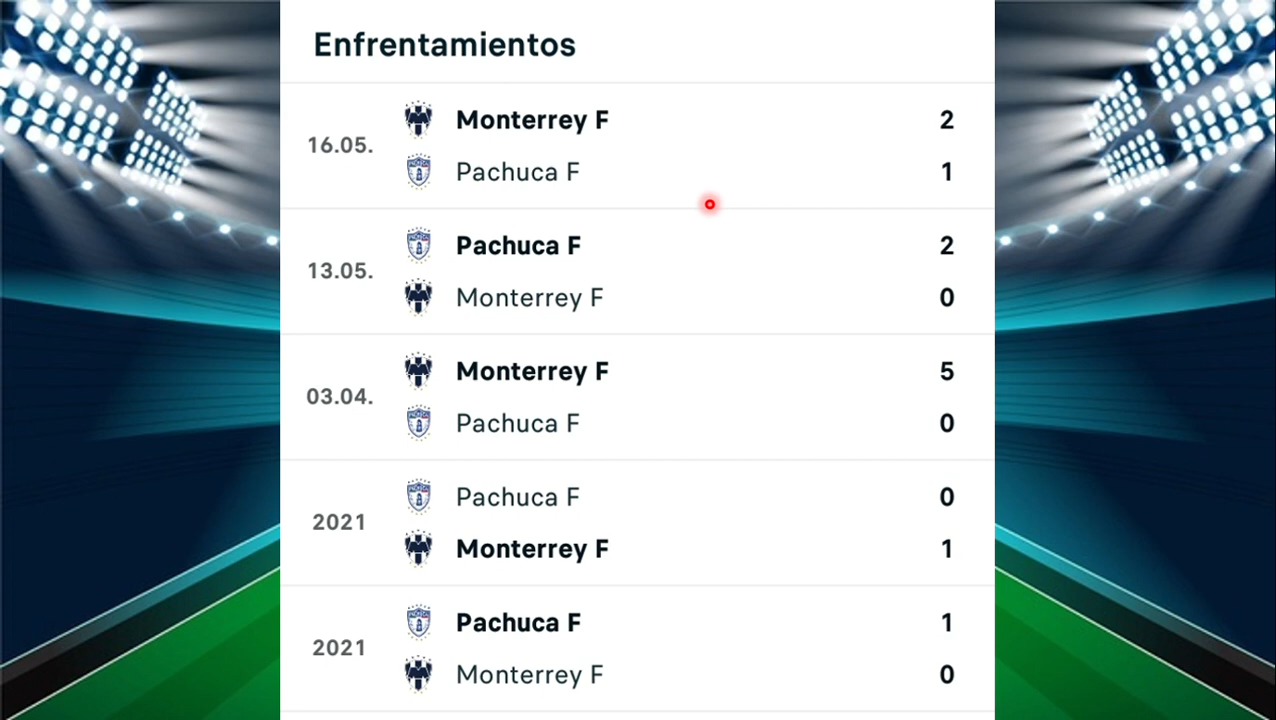 Enfrentamientos
16.05.
Monterrey F 2
Pachuca F 1
13.05.
Pachuca F 2
Monterrey F 0
03.04.
Monterrey F 5
Pachuca F 0
2021
Pachuca F 0
Monterrey F 1
2021
Pachuca F 1
Monterrey F 0